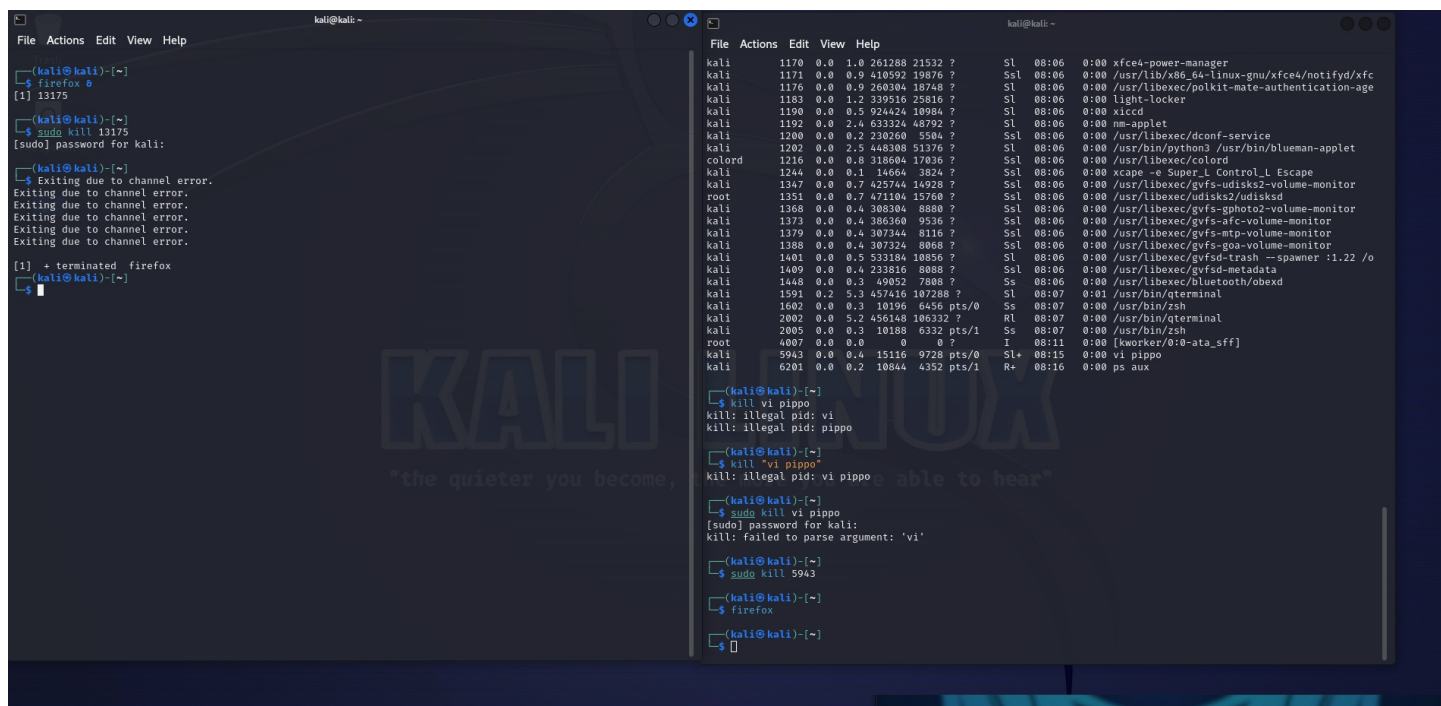 kali@kali: ~
File Actions Edit View Help
(kali㉿kali)-[~]
$ firefox &
[1] 13175
(kali㉿kali)-[~]
$ sudo kill 13175
[sudo] password for kali:
(kali㉿kali)-[~]
$ Exiting due to channel error.
Exiting due to channel error.
Exiting due to channel error.
Exiting due to channel error.
Exiting due to channel error.
Exiting due to channel error.
[1] + terminated firefox
(kali㉿kali)-[~]
$
kali@kali: ~
File Actions Edit View Help
kali 1170 0.0 1.0 261288 21532 ? Sl 08:06 0:00 xfce4-power-manager
kali 1171 0.0 0.9 410592 19876 ? Ssl 08:06 0:00 /usr/lib/x86_64-linux-gnu/xfce4/notifyd/xfc
kali 1176 0.0 0.9 260304 18748 ? Sl 08:06 0:00 /usr/libexec/polkit-mate-authentication-age
kali 1183 0.0 1.2 339516 25816 ? Sl 08:06 0:00 light-locker
kali 1190 0.0 0.5 924424 10984 ? Sl 08:06 0:00 xiccd
kali 1192 0.0 2.4 633324 48792 ? Sl 08:06 0:00 nm-applet
kali 1200 0.0 0.2 230260 5504 ? Ssl 08:06 0:00 /usr/libexec/dconf-service
kali 1202 0.0 2.5 448308 51376 ? Sl 08:06 0:00 /usr/bin/python3 /usr/bin/blueman-applet
colord 1216 0.0 0.8 318604 17036 ? Ssl 08:06 0:00 /usr/libexec/colord
kali 1244 0.0 0.1 14664 3824 ? Ssl 08:06 0:00 xcape -e Super_L Control_L Escape
kali 1347 0.0 0.7 425744 14928 ? Ssl 08:06 0:00 /usr/libexec/gvfs-udisks2-volume-monitor
root 1351 0.0 0.7 471104 15760 ? Ssl 08:06 0:00 /usr/libexec/udisks2/udisksd
kali 1368 0.0 0.4 308304 8880 ? Ssl 08:06 0:00 /usr/libexec/gvfs-gphoto2-volume-monitor
kali 1373 0.0 0.4 386360 9536 ? Ssl 08:06 0:00 /usr/libexec/gvfs-afc-volume-monitor
kali 1379 0.0 0.4 307344 8116 ? Ssl 08:06 0:00 /usr/libexec/gvfs-mtp-volume-monitor
kali 1388 0.0 0.4 307324 8068 ? Ssl 08:06 0:00 /usr/libexec/gvfs-goa-volume-monitor
kali 1401 0.0 0.5 533184 10856 ? Sl 08:06 0:00 /usr/libexec/gvfsd-trash --spawner :1.22 /o
kali 1409 0.0 0.4 233816 8088 ? Ssl 08:06 0:00 /usr/libexec/gvfsd-metadata
kali 1448 0.0 0.3 49052 7808 ? Ss 08:06 0:00 /usr/libexec/bluetooth/obexd
kali 1591 0.2 5.3 457416 107288 ? Sl 08:07 0:01 /usr/bin/qterminal
kali 1602 0.0 0.3 10196 6456 pts/0 Ss 08:07 0:00 /usr/bin/zsh
kali 2002 0.0 5.2 456148 106332 ? Rl 08:07 0:00 /usr/bin/qterminal
kali 2005 0.0 0.3 10188 6332 pts/1 Ss 08:07 0:00 /usr/bin/zsh
root 4007 0.0 0.0 0 0 ? I 08:11 0:00 [kworker/0:0-ata_sff]
kali 5943 0.0 0.4 15116 9728 pts/0 Sl+ 08:15 0:00 vi pippo
kali 6201 0.0 0.2 10844 4352 pts/1 R+ 08:16 0:00 ps aux
(kali㉿kali)-[~]
$ kill vi pippo
kill: illegal pid: vi
kill: illegal pid: pippo
(kali㉿kali)-[~]
$ kill "vi pippo"
kill: illegal pid: vi pippo
(kali㉿kali)-[~]
$ sudo kill vi pippo
[sudo] password for kali:
kill: failed to parse argument: 'vi'
(kali㉿kali)-[~]
$ sudo kill 5943
(kali㉿kali)-[~]
$ firefox
(kali㉿kali)-[~]
$
KALI LINUX
"the quieter you become, the more you are able to hear"